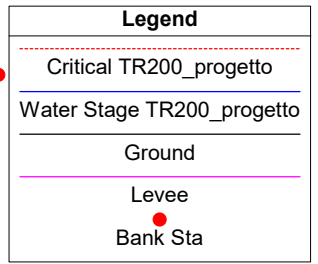 Legend
Critical TR200_progetto
Water Stage TR200_progetto
Ground
Levee
Bank Sta